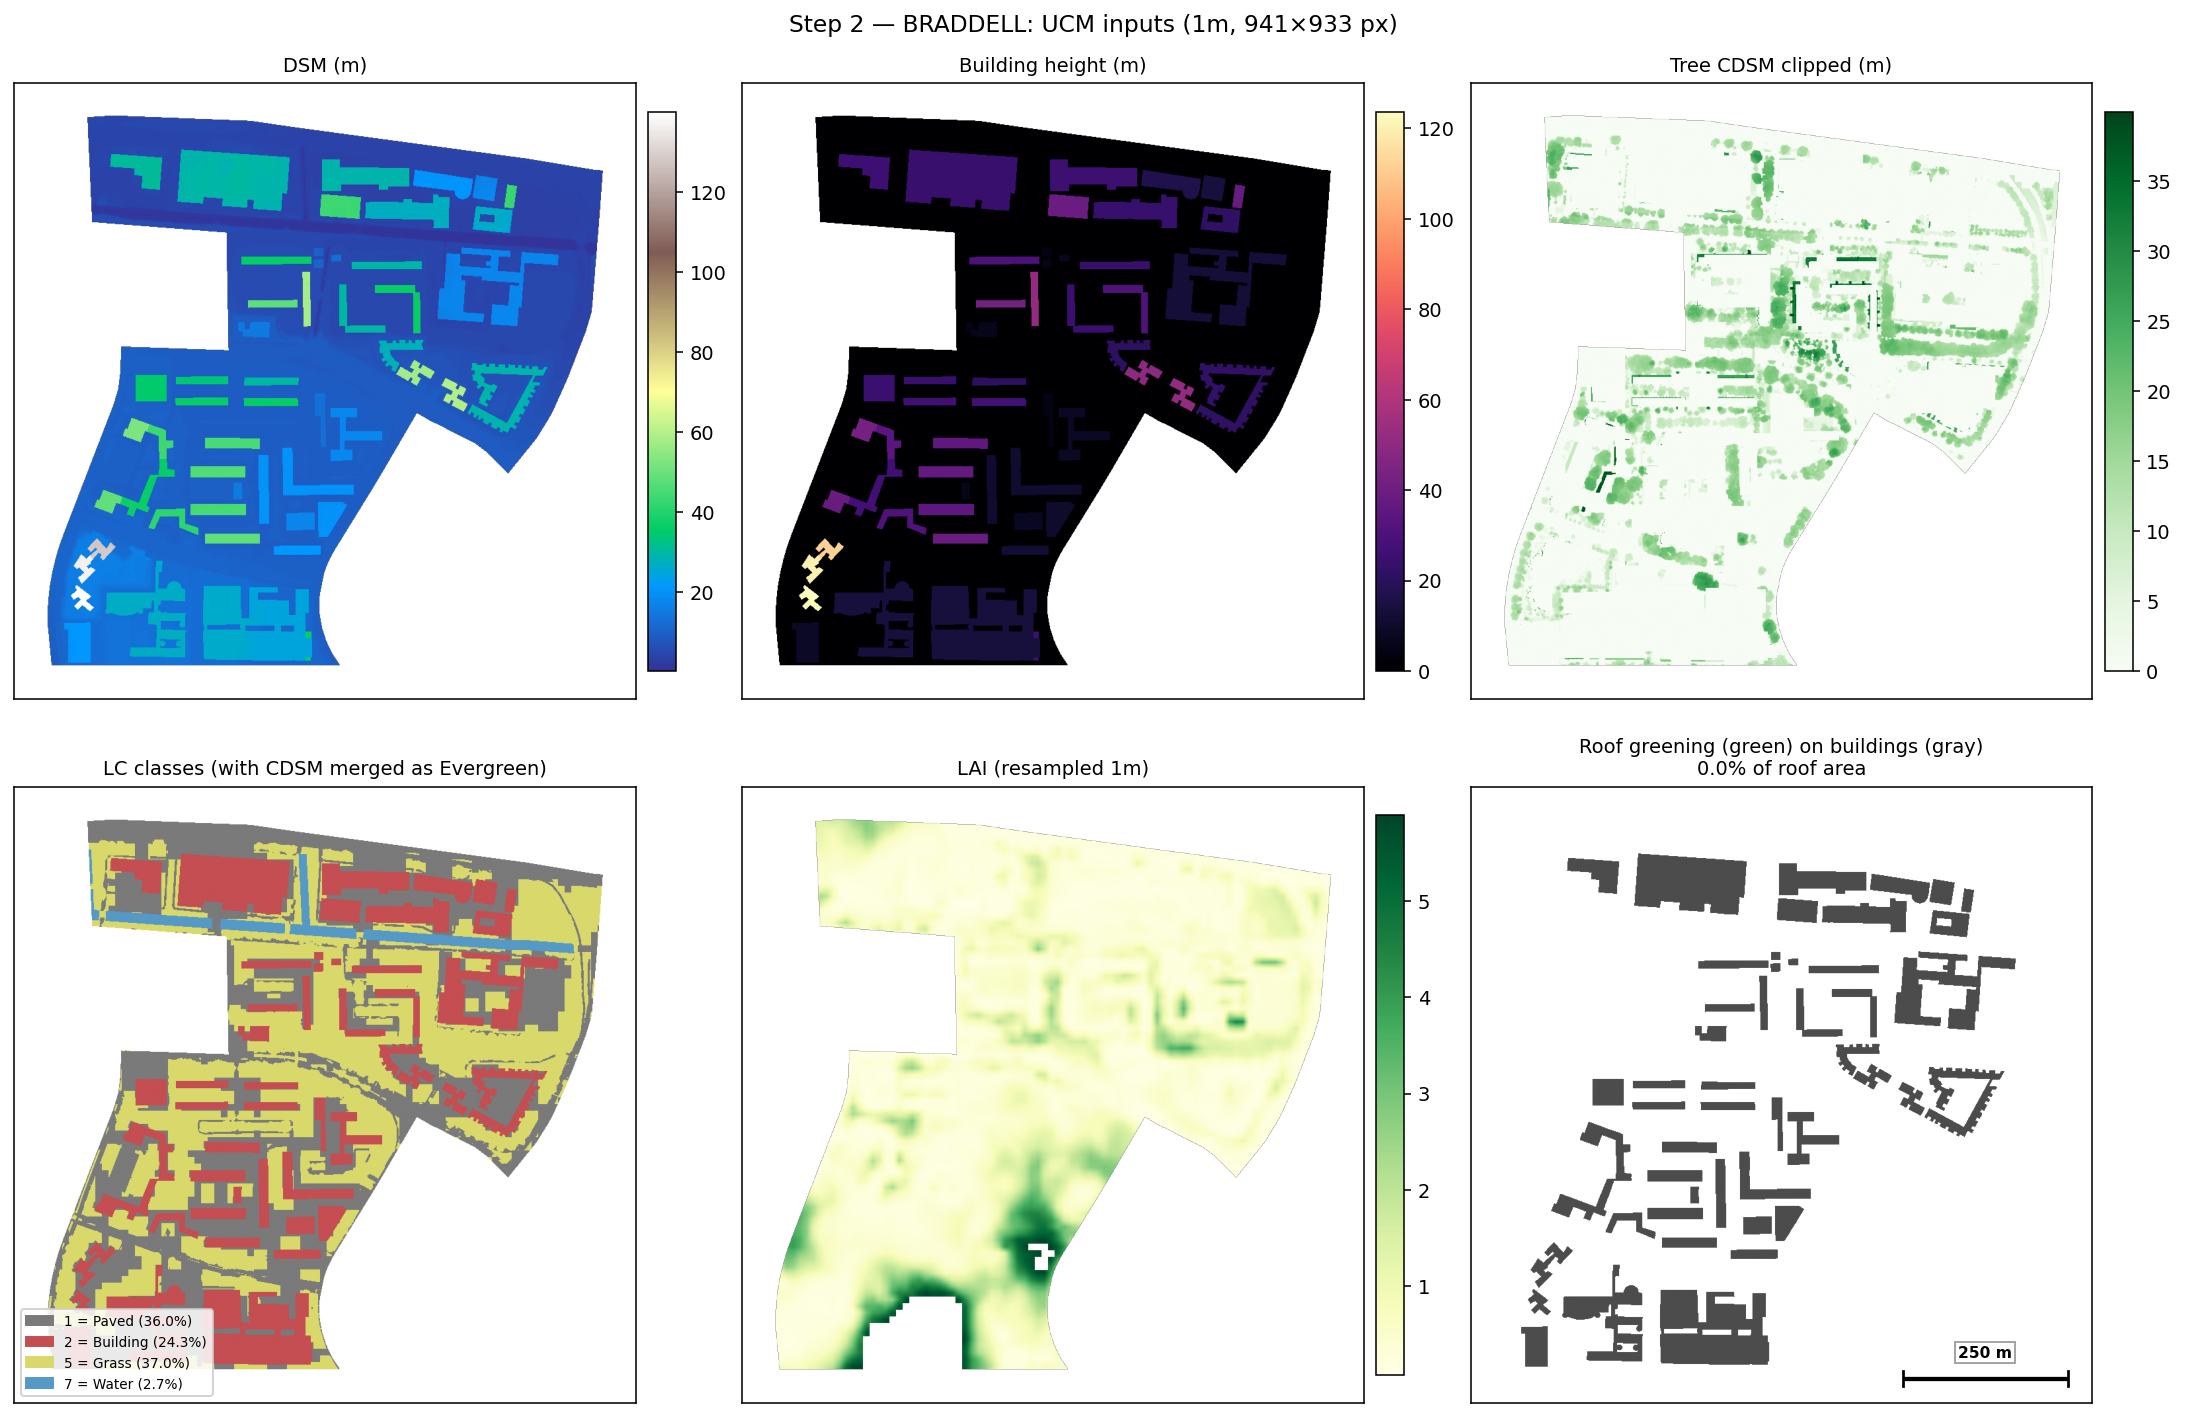 Step 2 — BRADDELL: UCM inputs (1m, 941×933 px)
DSM (m)
120
100
80
60
40
20
Building height (m)
120
100
80
60
40
20
0
Tree CDSM clipped (m)
35
30
25
20
15
10
5
0
LC classes (with CDSM merged as Evergreen)
1 = Paved (36.0%)
2 = Building (24.3%)
5 = Grass (37.0%)
7 = Water (2.7%)
LAI (resampled 1m)
5
4
3
2
1
Roof greening (green) on buildings (gray)
0.0% of roof area
250 m